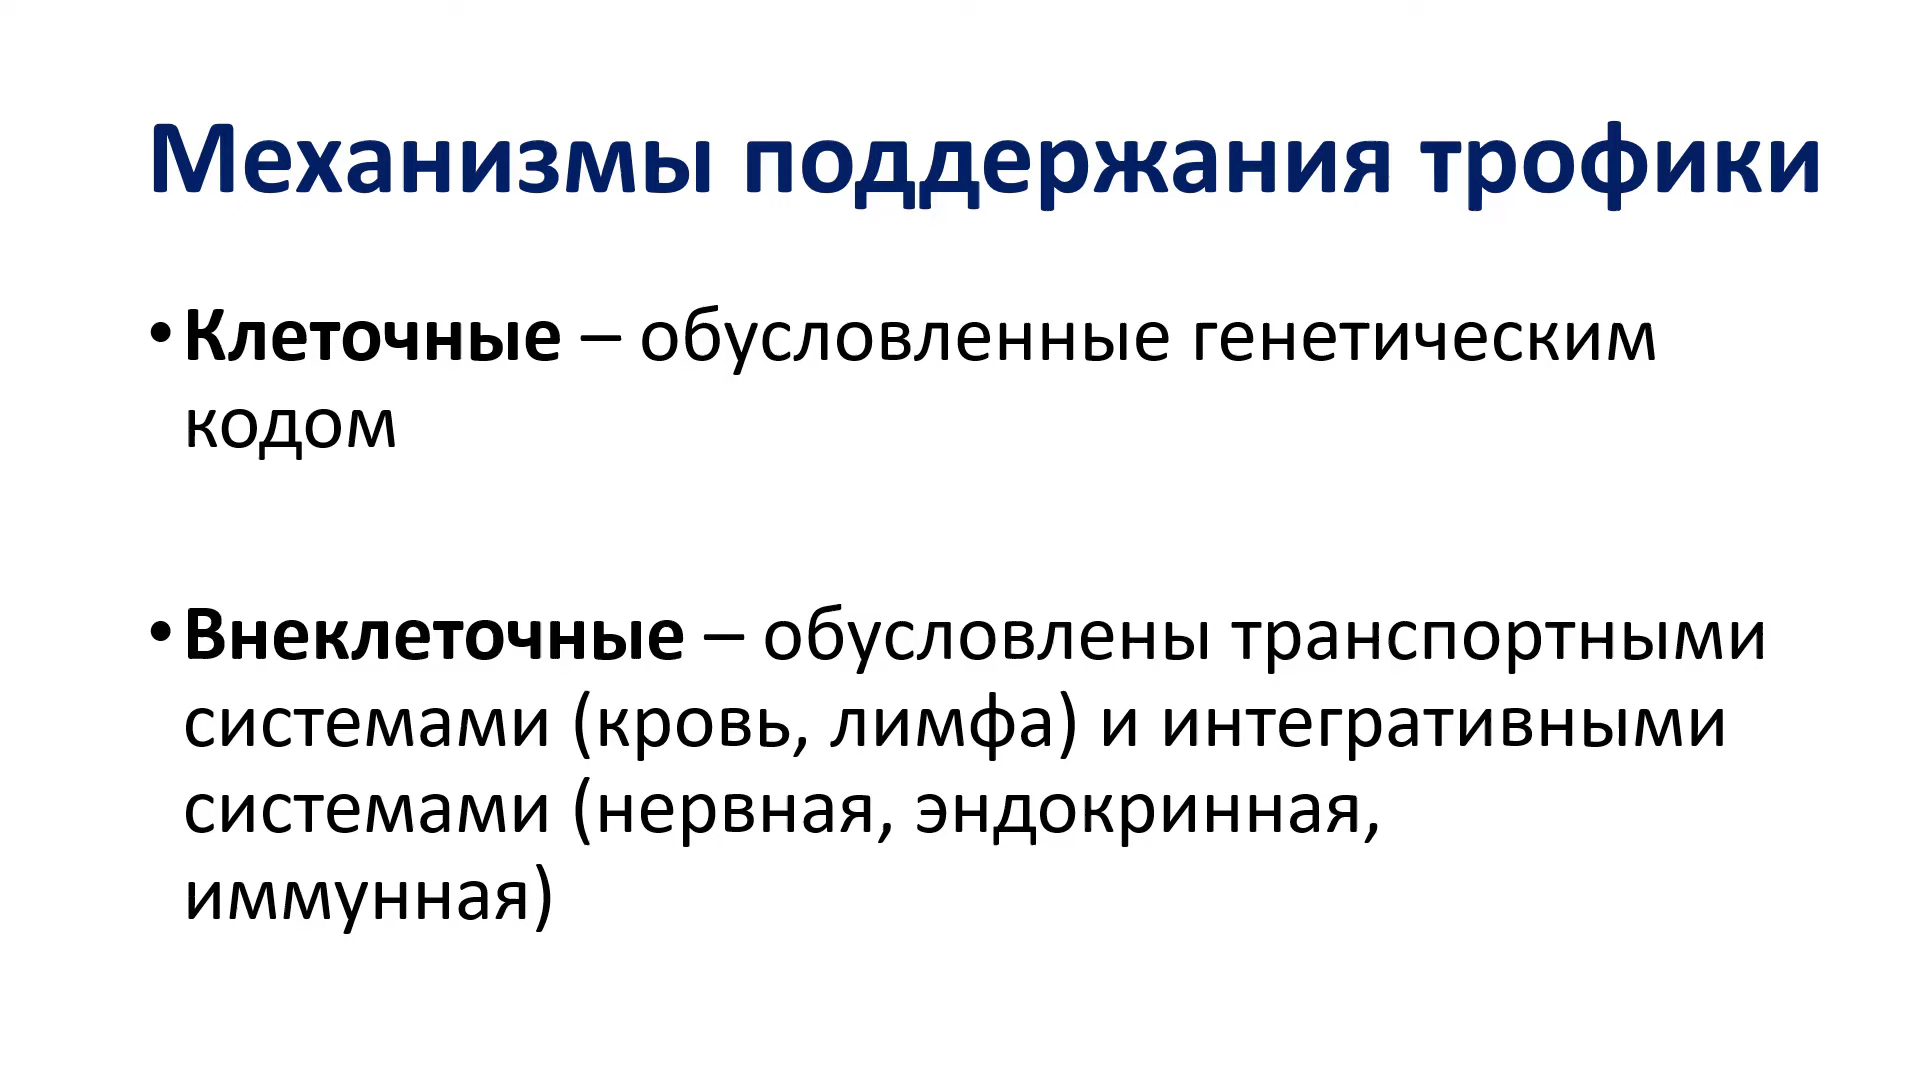 Механизмы поддержания трофики
•Клеточные – обусловленные генетическим
кодом
•Внеклеточные – обусловлены транспортными
системами (кровь, лимфа) и интегративными
системами (нервная, эндокринная,
иммунная)